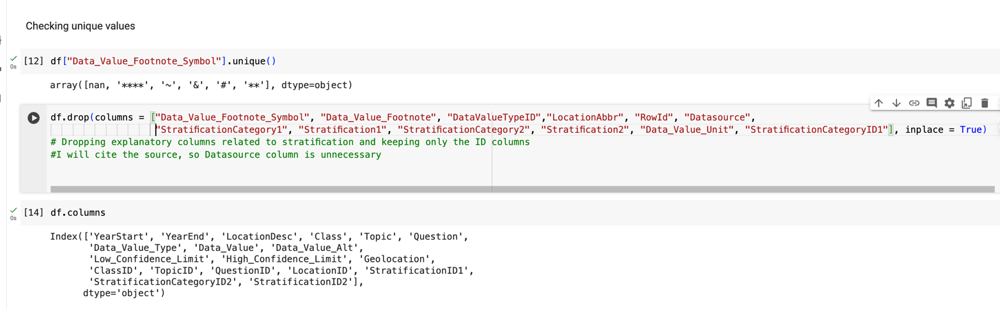 Checking unique values
0s
[12] df["Data_Value_Footnote_Symbol"].unique()
array([nan, '****', '~', '&', '#', '**'], dtype=object)
df.drop(columns = ["Data_Value_Footnote_Symbol", "Data_Value_Footnote", "DataValueTypeID","LocationAbbr", "RowId", "Datasource",
"StratificationCategory1", "Stratification1", "StratificationCategory2", "Stratification2", "Data_Value_Unit", "StratificationCategoryID1"], inplace = True)
# Dropping explanatory columns related to stratification and keeping only the ID columns
#I will cite the source, so Datasource column is unnecessary
0s
[14] df.columns
Index(['YearStart', 'YearEnd', 'LocationDesc', 'Class', 'Topic', 'Question',
'Data_Value_Type', 'Data_Value', 'Data_Value_Alt',
'Low_Confidence_Limit', 'High_Confidence_Limit', 'Geolocation',
'ClassID', 'TopicID', 'QuestionID', 'LocationID', 'StratificationID1',
'StratificationCategoryID2', 'StratificationID2'],
dtype='object')